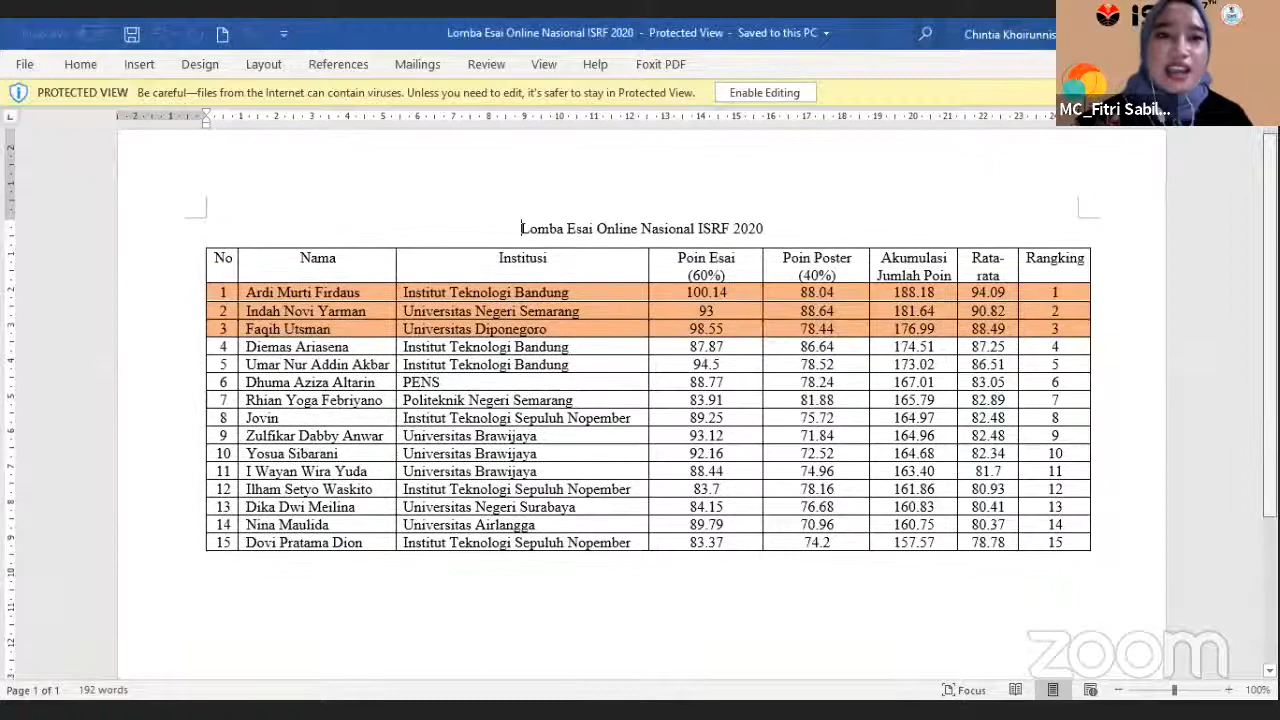 Lomba Esai Online Nasional ISRF 2020 - Protected View - Saved to this PC
Chintia Khoirunnis
File Home Insert Design Layout References Mailings Review View Help Foxit PDF
PROTECTED VIEW Be careful—files from the Internet can contain viruses. Unless you need to edit, it's safer to stay in Protected View. Enable Editing
MC_Fitri Sabil...
Lomba Esai Online Nasional ISRF 2020
No Nama Institusi Poin Esai (60%) Poin Poster (40%) Akumulasi Jumlah Poin Rata-rata Rangking
1 Ardi Murti Firdaus Institut Teknologi Bandung 100.14 88.04 188.18 94.09 1
2 Indah Novi Yarman Universitas Negeri Semarang 93 88.64 181.64 90.82 2
3 Faqih Utsman Universitas Diponegoro 98.55 78.44 176.99 88.49 3
4 Diemas Ariasena Institut Teknologi Bandung 87.87 86.64 174.51 87.25 4
5 Umar Nur Addin Akbar Institut Teknologi Bandung 94.5 78.52 173.02 86.51 5
6 Dhuma Aziza Altarin PENS 88.77 78.24 167.01 83.05 6
7 Rhian Yoga Febriyano Politeknik Negeri Semarang 83.91 81.88 165.79 82.89 7
8 Jovin Institut Teknologi Sepuluh Nopember 89.25 75.72 164.97 82.48 8
9 Zulfikar Dabby Anwar Universitas Brawijaya 93.12 71.84 164.96 82.48 9
10 Yosua Sibarani Universitas Brawijaya 92.16 72.52 164.68 82.34 10
11 I Wayan Wira Yuda Universitas Brawijaya 88.44 74.96 163.40 81.7 11
12 Ilham Setyo Waskito Institut Teknologi Sepuluh Nopember 83.7 78.16 161.86 80.93 12
13 Dika Dwi Meilina Universitas Negeri Surabaya 84.15 76.68 160.83 80.41 13
14 Nina Maulida Universitas Airlangga 89.79 70.96 160.75 80.37 14
15 Dovi Pratama Dion Institut Teknologi Sepuluh Nopember 83.37 74.2 157.57 78.78 15
zoom
Page 1 of 1 192 words Focus 100%